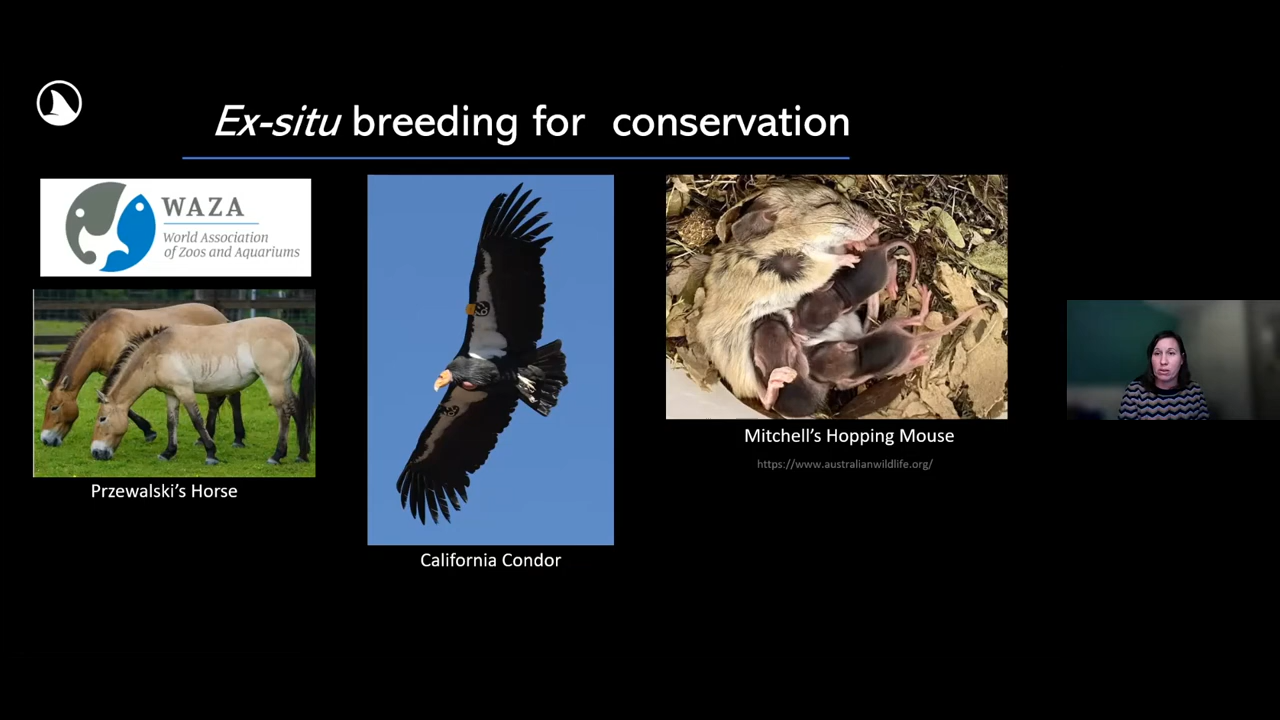 Ex-situ breeding for conservation
WAZA
World Association
of Zoos and Aquariums
Przewalski's Horse
California Condor
Mitchell's Hopping Mouse
https://www.australianwildlife.org/